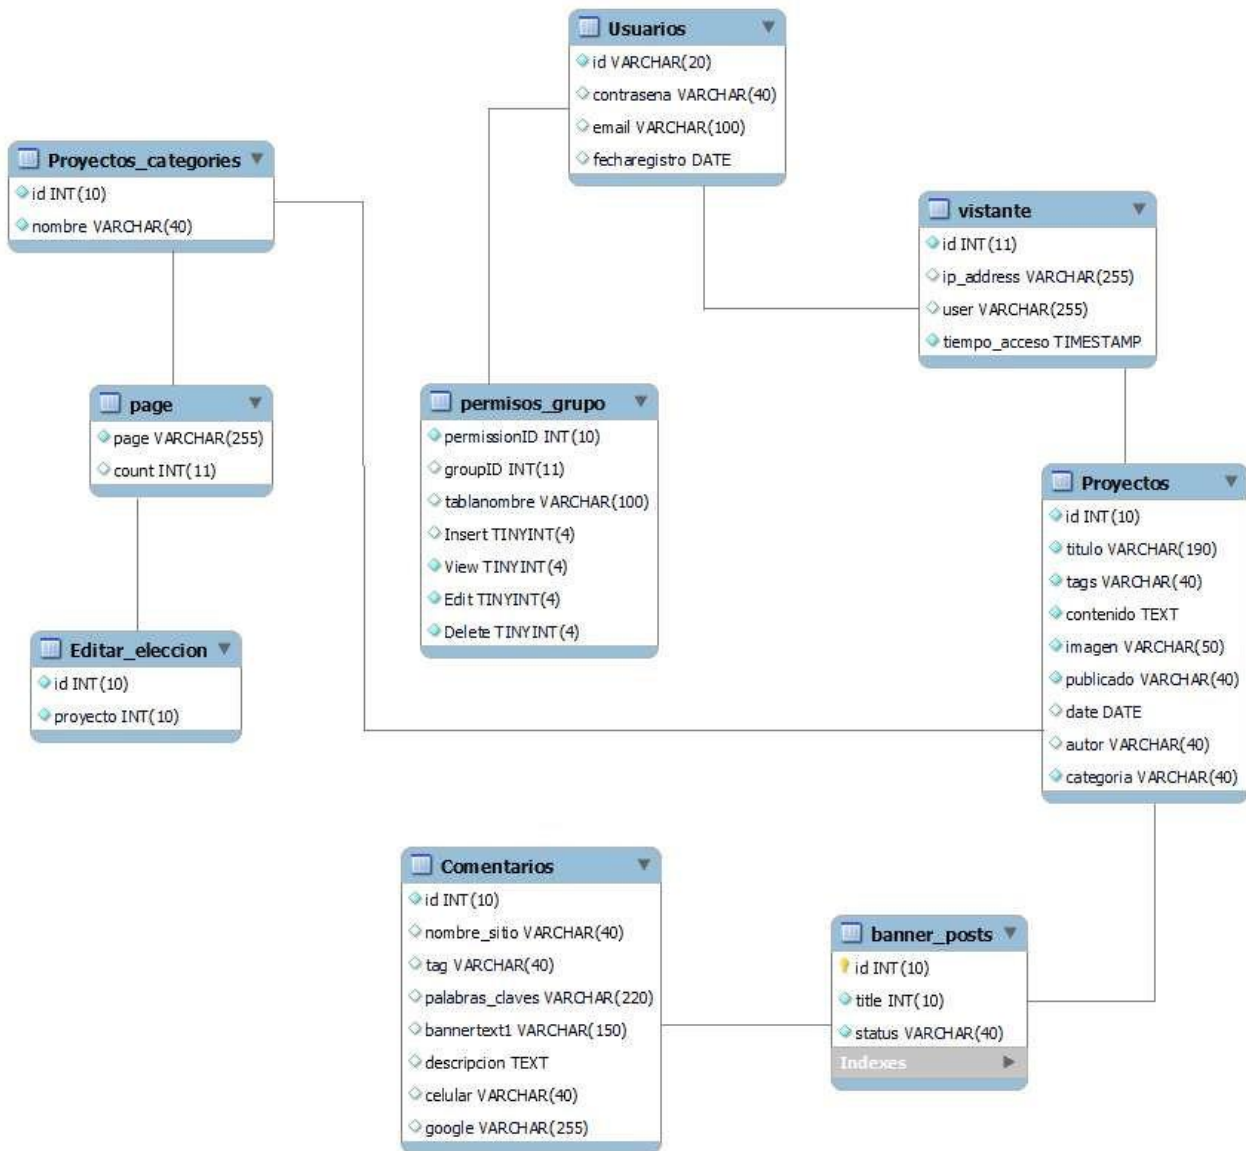 Usuarios
id VARCHAR(20)
contrasena VARCHAR(40)
email VARCHAR(100)
fecharegistro DATE
Proyectos_categories
id INT(10)
nombre VARCHAR(40)
vistante
id INT(11)
ip_address VARCHAR(255)
user VARCHAR(255)
tiempo_acceso TIMESTAMP
page
page VARCHAR(255)
count INT(11)
permisos_grupo
permissionID INT(10)
groupID INT(11)
tablanombre VARCHAR(100)
Insert TINYINT(4)
View TINYINT(4)
Edit TINYINT(4)
Delete TINYINT(4)
Proyectos
id INT(10)
titulo VARCHAR(190)
tags VARCHAR(40)
contenido TEXT
imagen VARCHAR(50)
publicado VARCHAR(40)
date DATE
autor VARCHAR(40)
categoria VARCHAR(40)
Editar_eleccion
id INT(10)
proyecto INT(10)
Comentarios
id INT(10)
nombre_sitio VARCHAR(40)
tag VARCHAR(40)
palabras_claves VARCHAR(220)
bannertext1 VARCHAR(150)
descripcion TEXT
celular VARCHAR(40)
google VARCHAR(255)
banner_posts
id INT(10)
title INT(10)
status VARCHAR(40)
Indexes